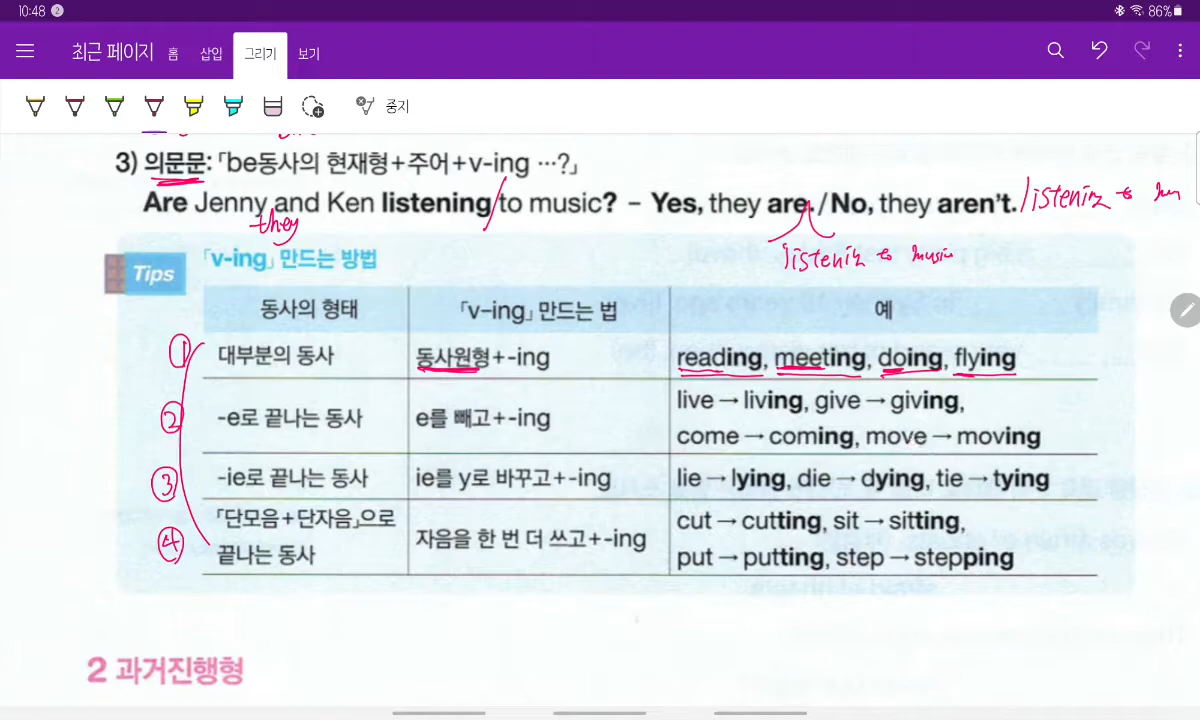 10:48 2 86%
최근 페이지 홈 삽입 그리기 보기
중지
3) 의문문: 「be동사의 현재형+주어+v-ing …?」
Are Jenny and Ken listening / to music? – Yes, they are. / No, they aren't. listening to
they
listening to music
Tips 「v-ing」 만드는 방법
동사의 형태 「v-ing」 만드는 법 예
① 대부분의 동사 동사원형+-ing reading, meeting, doing, flying
② -e로 끝나는 동사 e를 빼고+-ing live → living, give → giving,
come → coming, move → moving
③ -ie로 끝나는 동사 ie를 y로 바꾸고+-ing lie → lying, die → dying, tie → tying
④ 「단모음+단자음」으로 끝나는 동사 자음을 한 번 더 쓰고+-ing cut → cutting, sit → sitting,
put → putting, step → stepping
2 과거진행형